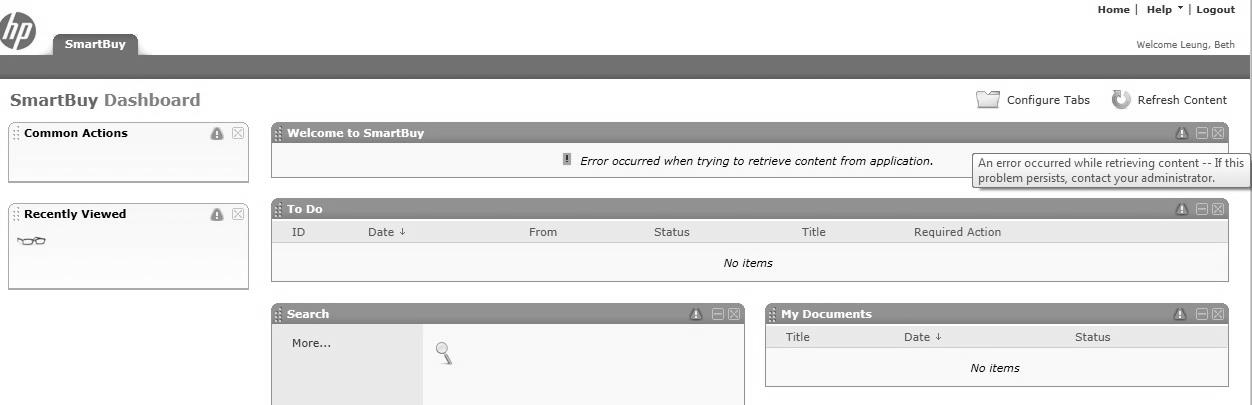 Home | Help | Logout
hp
SmartBuy
Welcome Leung, Beth
SmartBuy Dashboard
Configure Tabs
Refresh Content
Common Actions
Welcome to SmartBuy
! Error occurred when trying to retrieve content from application.
An error occurred while retrieving content -- If this
problem persists, contact your administrator.
Recently Viewed
To Do
ID Date ↓ From Status Title Required Action
No items
Search
More...
My Documents
Title Date ↓ Status
No items